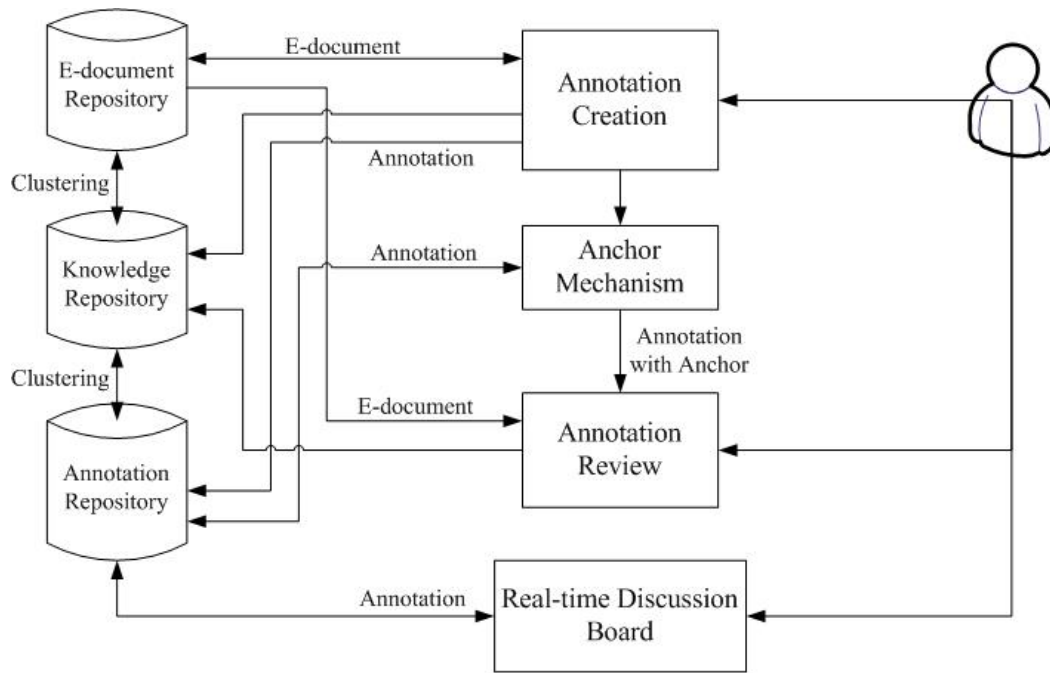 E-document
E-document
Repository
Annotation
Creation
Annotation
Clustering
Knowledge
Repository
Annotation
Anchor
Mechanism
Annotation
with Anchor
Clustering
E-document
Annotation
Review
Annotation
Repository
Annotation
Real-time Discussion
Board